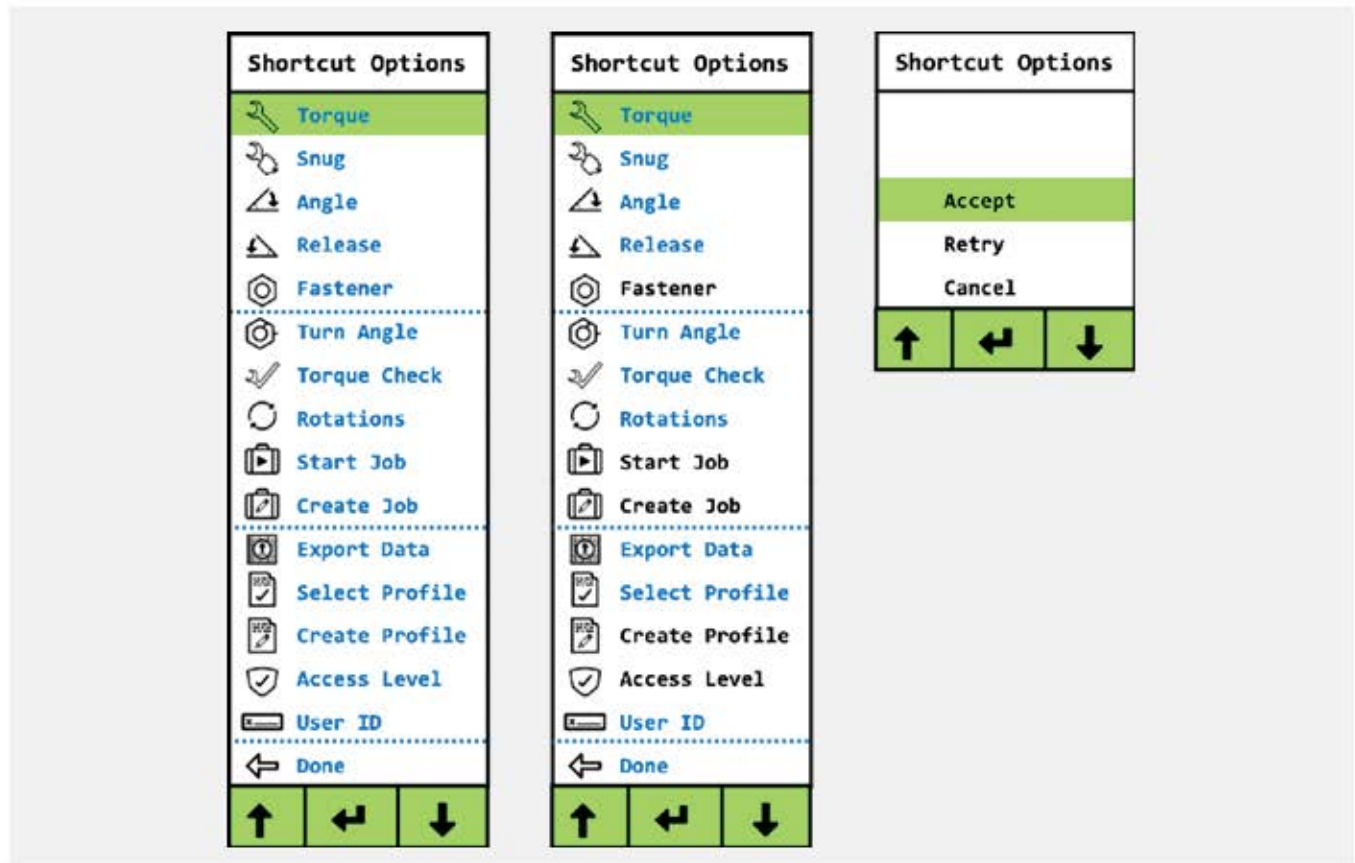 Shortcut Options
Torque
Snug
Angle
Release
Fastener
Turn Angle
Torque Check
Rotations
Start Job
Create Job
Export Data
Select Profile
Create Profile
Access Level
User ID
Done
Shortcut Options
Torque
Snug
Angle
Release
Fastener
Turn Angle
Torque Check
Rotations
Start Job
Create Job
Export Data
Select Profile
Create Profile
Access Level
User ID
Done
Shortcut Options
Accept
Retry
Cancel